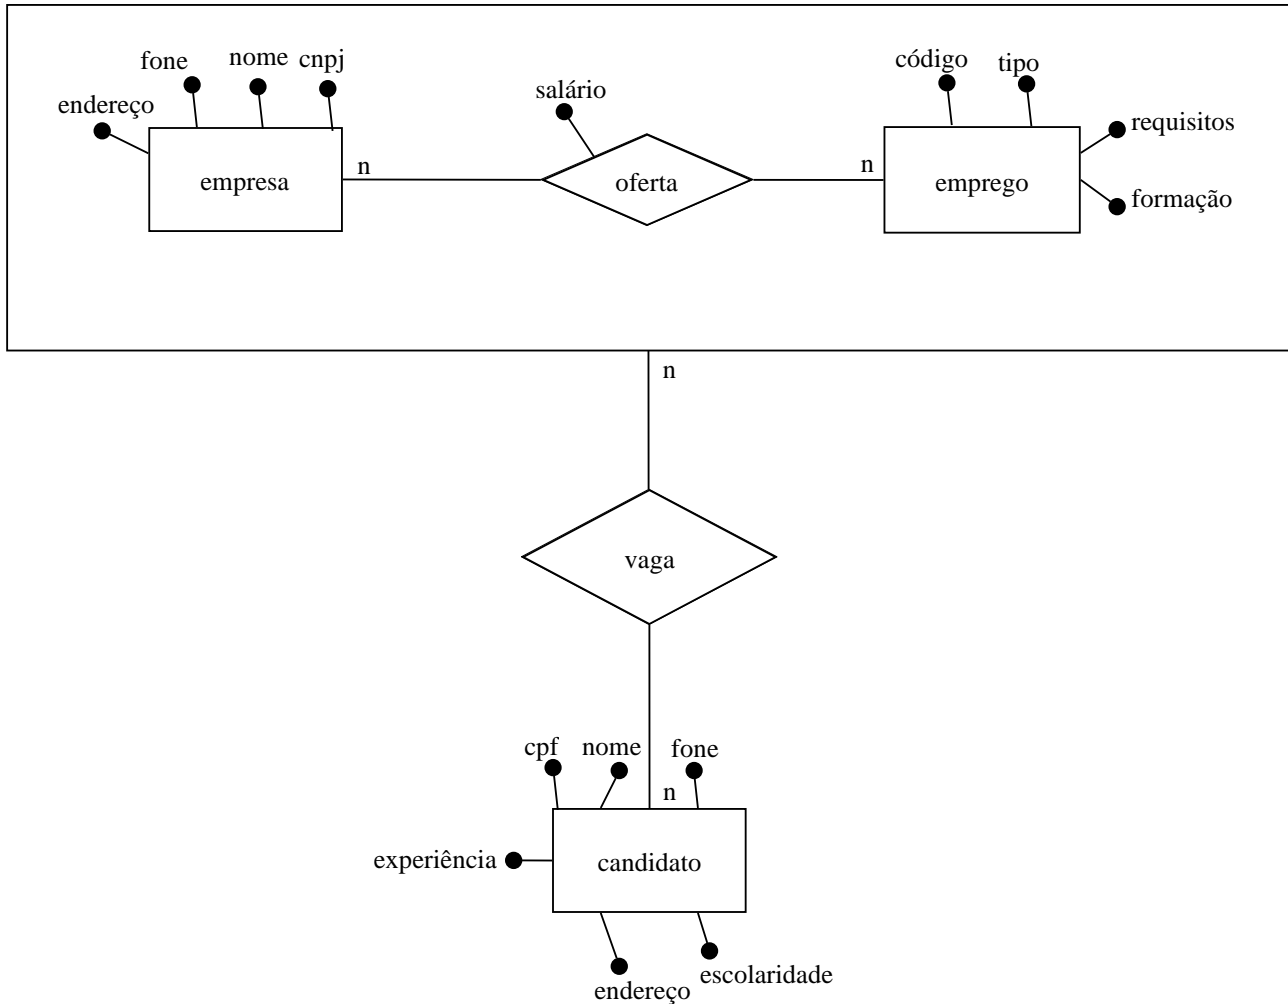 fone
nome
cnpj
endereço
empresa
n
salário
oferta
n
código
tipo
requisitos
emprego
formação
n
vaga
cpf
nome
fone
n
experiência
candidato
endereço
escolaridade